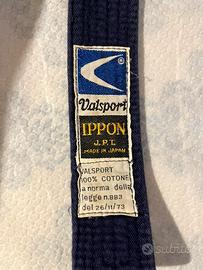 ®
Valsport
IPPON
J.P.T.
MADE IN JAPAN
VALSPORT
100% COTONE
a norma della
legge n.883
del 26/11/73
subito